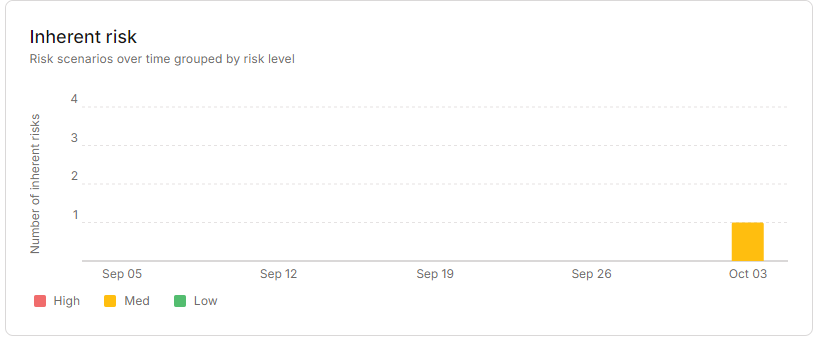 Inherent risk
Risk scenarios over time grouped by risk level
Number of inherent risks
4
3
2
1
Sep 05 Sep 12 Sep 19 Sep 26 Oct 03
High Med Low